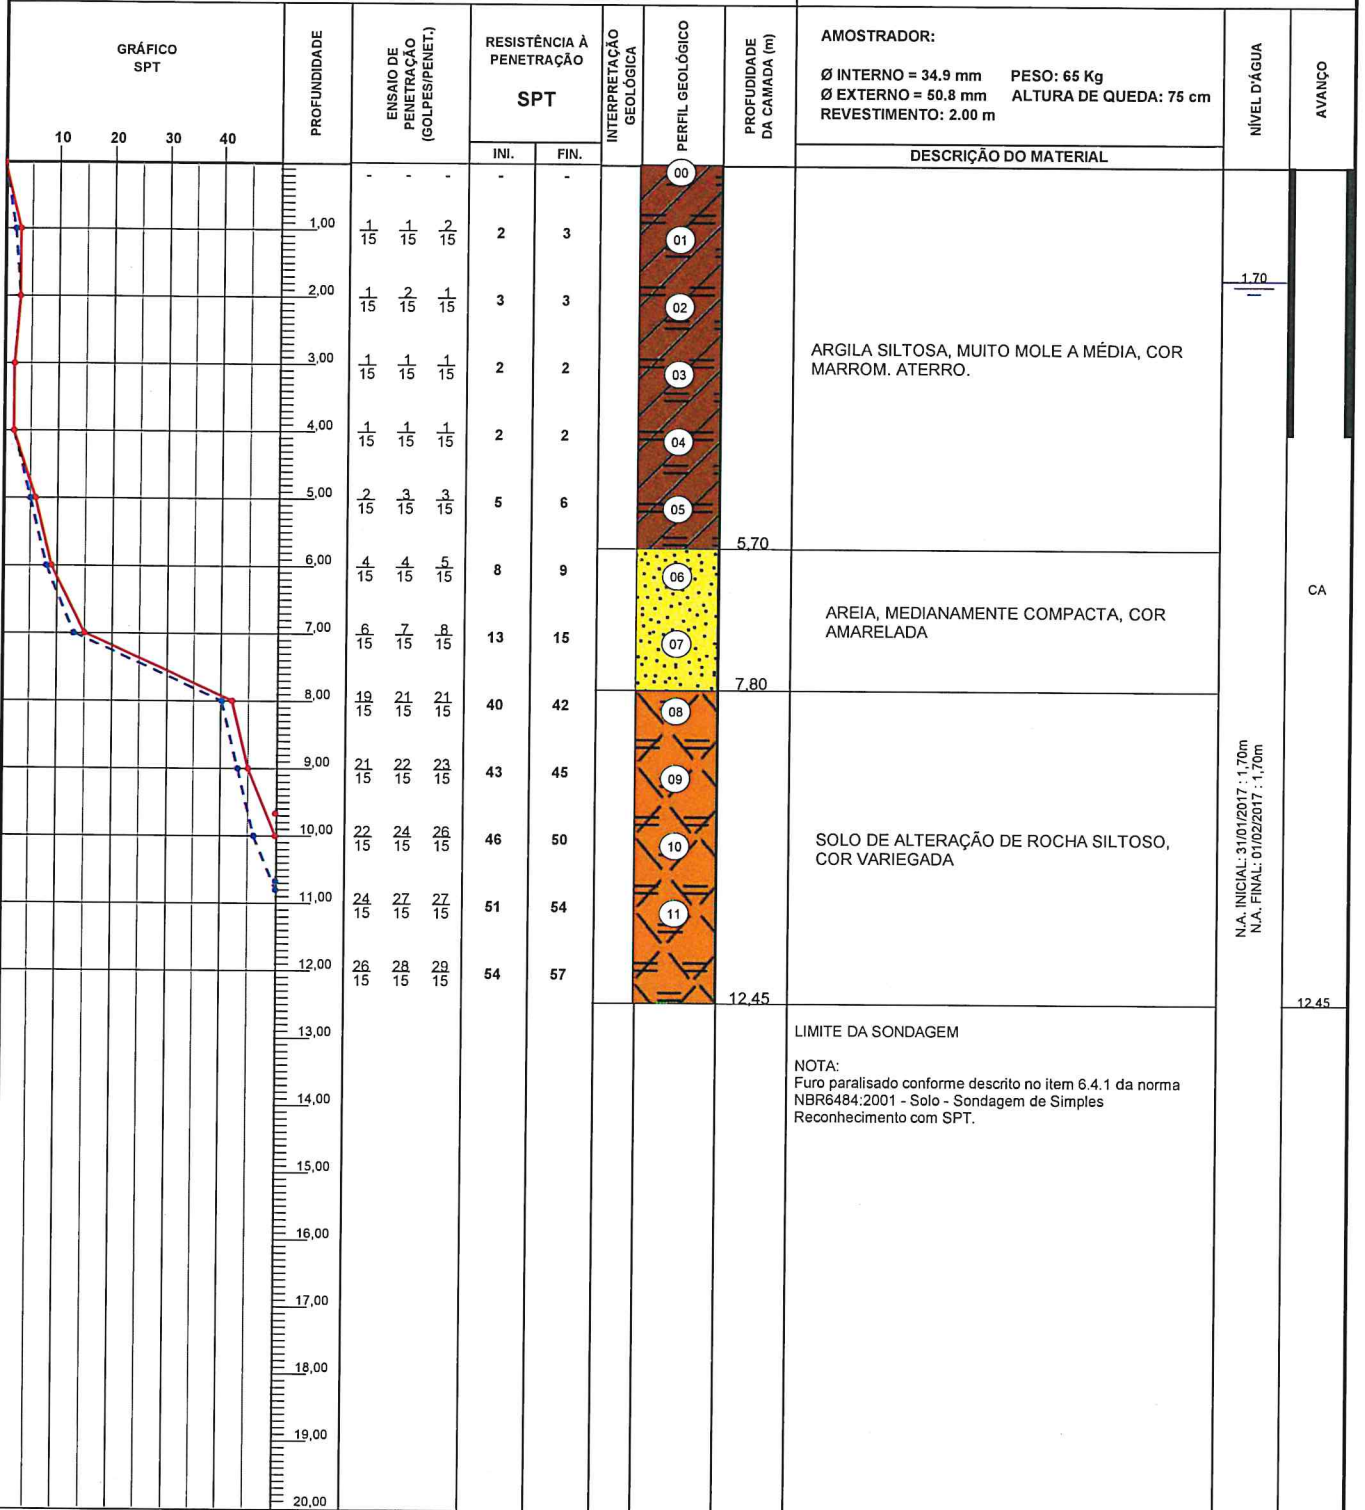 GRÁFICO
SPT
10 20 30 40
PROFUNDIDADE
ENSAIO DE
PENETRAÇÃO
(GOLPES/PENET.)
RESISTÊNCIA À
PENETRAÇÃO
SPT
INI. FIN.
INTERPRETAÇÃO
GEOLÓGICA
PERFIL GEOLÓGICO
PROFUDIDADE
DA CAMADA (m)
AMOSTRADOR:
Ø INTERNO = 34.9 mm PESO: 65 Kg
Ø EXTERNO = 50.8 mm ALTURA DE QUEDA: 75 cm
REVESTIMENTO: 2.00 m
DESCRIÇÃO DO MATERIAL
NÍVEL D'ÁGUA
AVANÇO
- - - - - 00
1,00 1/15 1/15 2/15 2 3 01
1,70
2,00 1/15 2/15 1/15 3 3 02
3,00 1/15 1/15 1/15 2 2 03
ARGILA SILTOSA, MUITO MOLE A MÉDIA, COR
MARROM. ATERRO.
4,00 1/15 1/15 1/15 2 2 04
5,00 2/15 3/15 3/15 5 6 05
5,70
6,00 4/15 4/15 5/15 8 9 06
CA
AREIA, MEDIANAMENTE COMPACTA, COR
AMARELADA
7,00 6/15 7/15 8/15 13 15 07
7,80
8,00 19/15 21/15 21/15 40 42 08
9,00 21/15 22/15 23/15 43 45 09
10,00 22/15 24/15 26/15 46 50 10
SOLO DE ALTERAÇÃO DE ROCHA SILTOSO,
COR VARIEGADA
N.A. INICIAL: 31/01/2017 : 1,70m
N.A. FINAL: 01/02/2017 : 1,70m
11,00 24/15 27/15 27/15 51 54 11
12,00 26/15 28/15 29/15 54 57
12,45 12,45
LIMITE DA SONDAGEM
NOTA:
Furo paralisado conforme descrito no item 6.4.1 da norma
NBR6484:2001 - Solo - Sondagem de Simples
Reconhecimento com SPT.
13,00
14,00
15,00
16,00
17,00
18,00
19,00
20,00